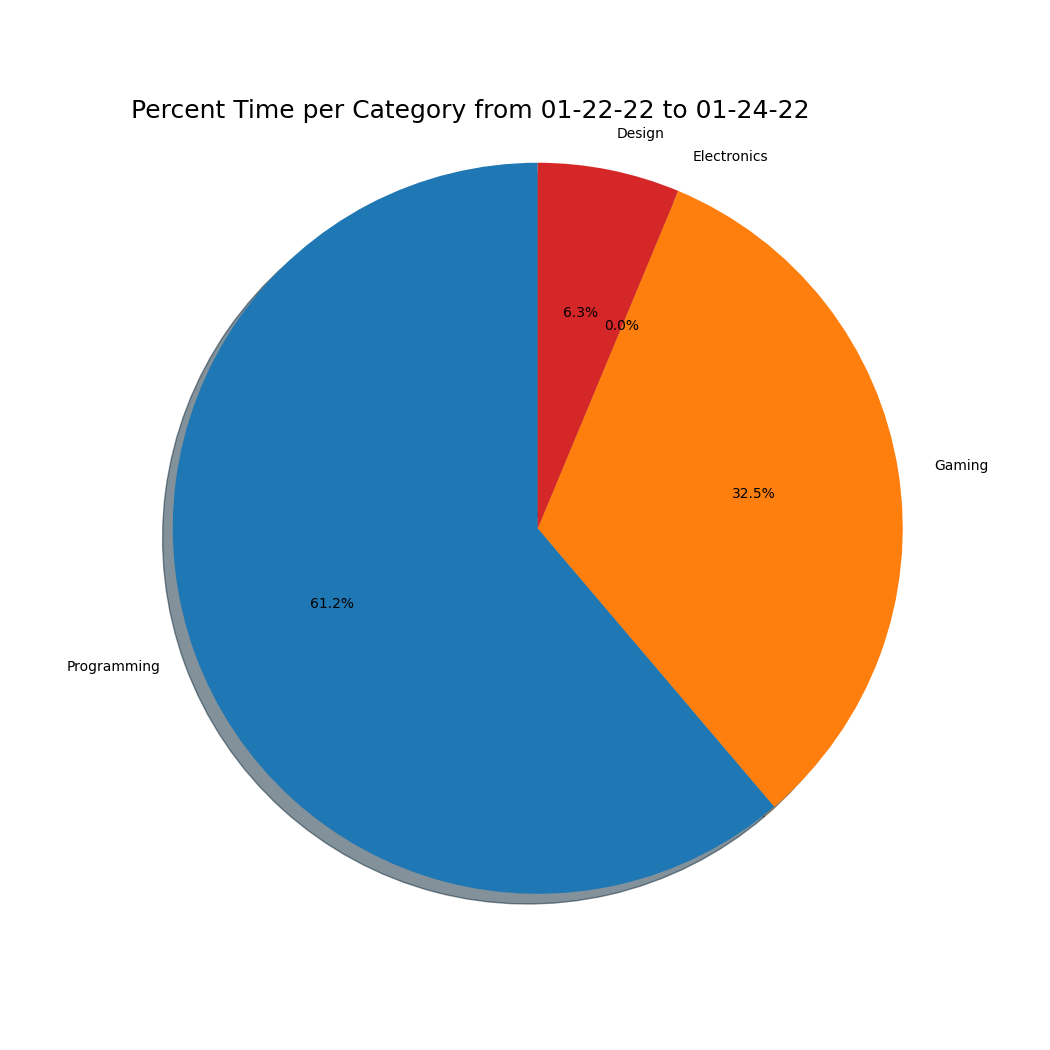 Percent Time per Category from 01-22-22 to 01-24-22
Design
Electronics
6.3%
0.0%
Gaming
32.5%
61.2%
Programming